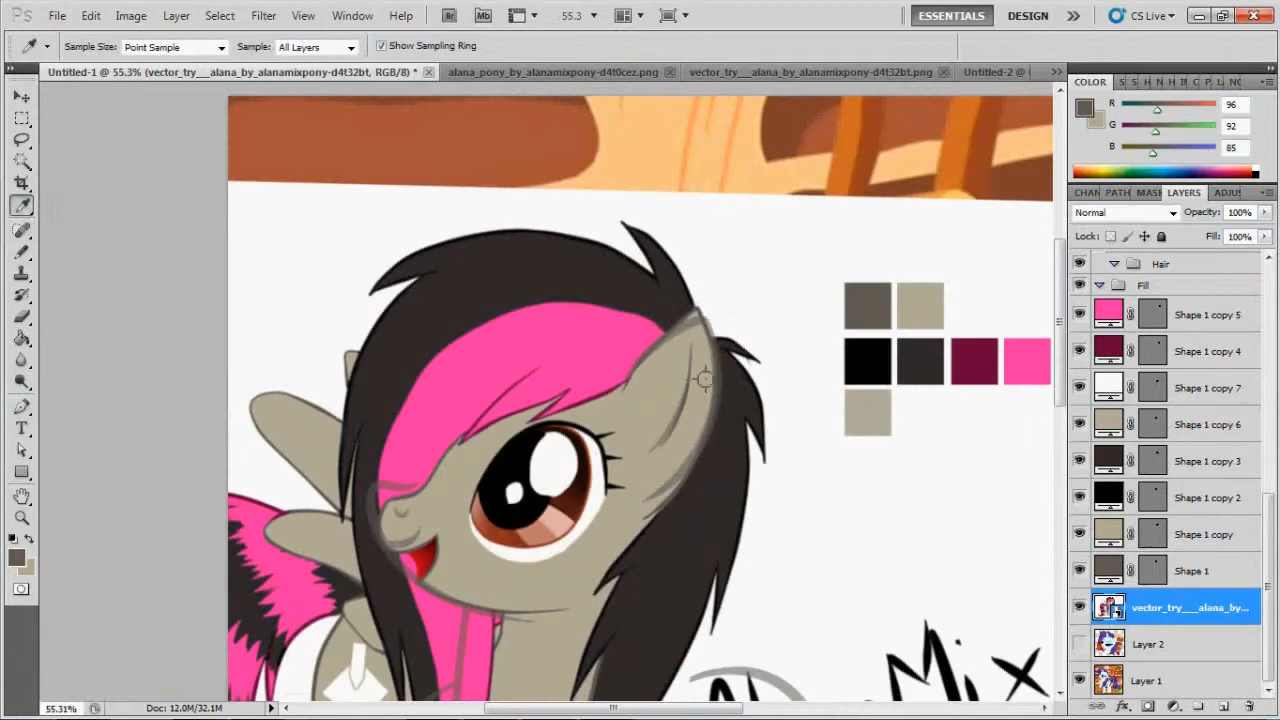 PS File Edit Image Layer Select Filter Analysis View Window Help Br Mb 55.3 ESSENTIALS DESIGN CS Live
Sample Size: Point Sample Sample: All Layers Show Sampling Ring
Untitled-1 @ 55.3% (vector_try___alana_by_alanamixpony-d4t32bt, RGB/8) * alana_pony_by_alanamixpony-d4t0cez.png vector_try___alana_by_alanamixpony-d4t32bt.png Untitled-2 @
COLOR
R 96
G 92
B 85
CHAN PATH MASK LAYERS ADJU
Normal Opacity: 100%
Lock: Fill: 100%
Hair
Fill
Shape 1 copy 5
Shape 1 copy 4
Shape 1 copy 7
Shape 1 copy 6
Shape 1 copy 3
Shape 1 copy 2
Shape 1 copy
Shape 1
vector_try___alana_by...
Layer 2
Layer 1
Mix
55.31% Doc: 12.0M/32.1M